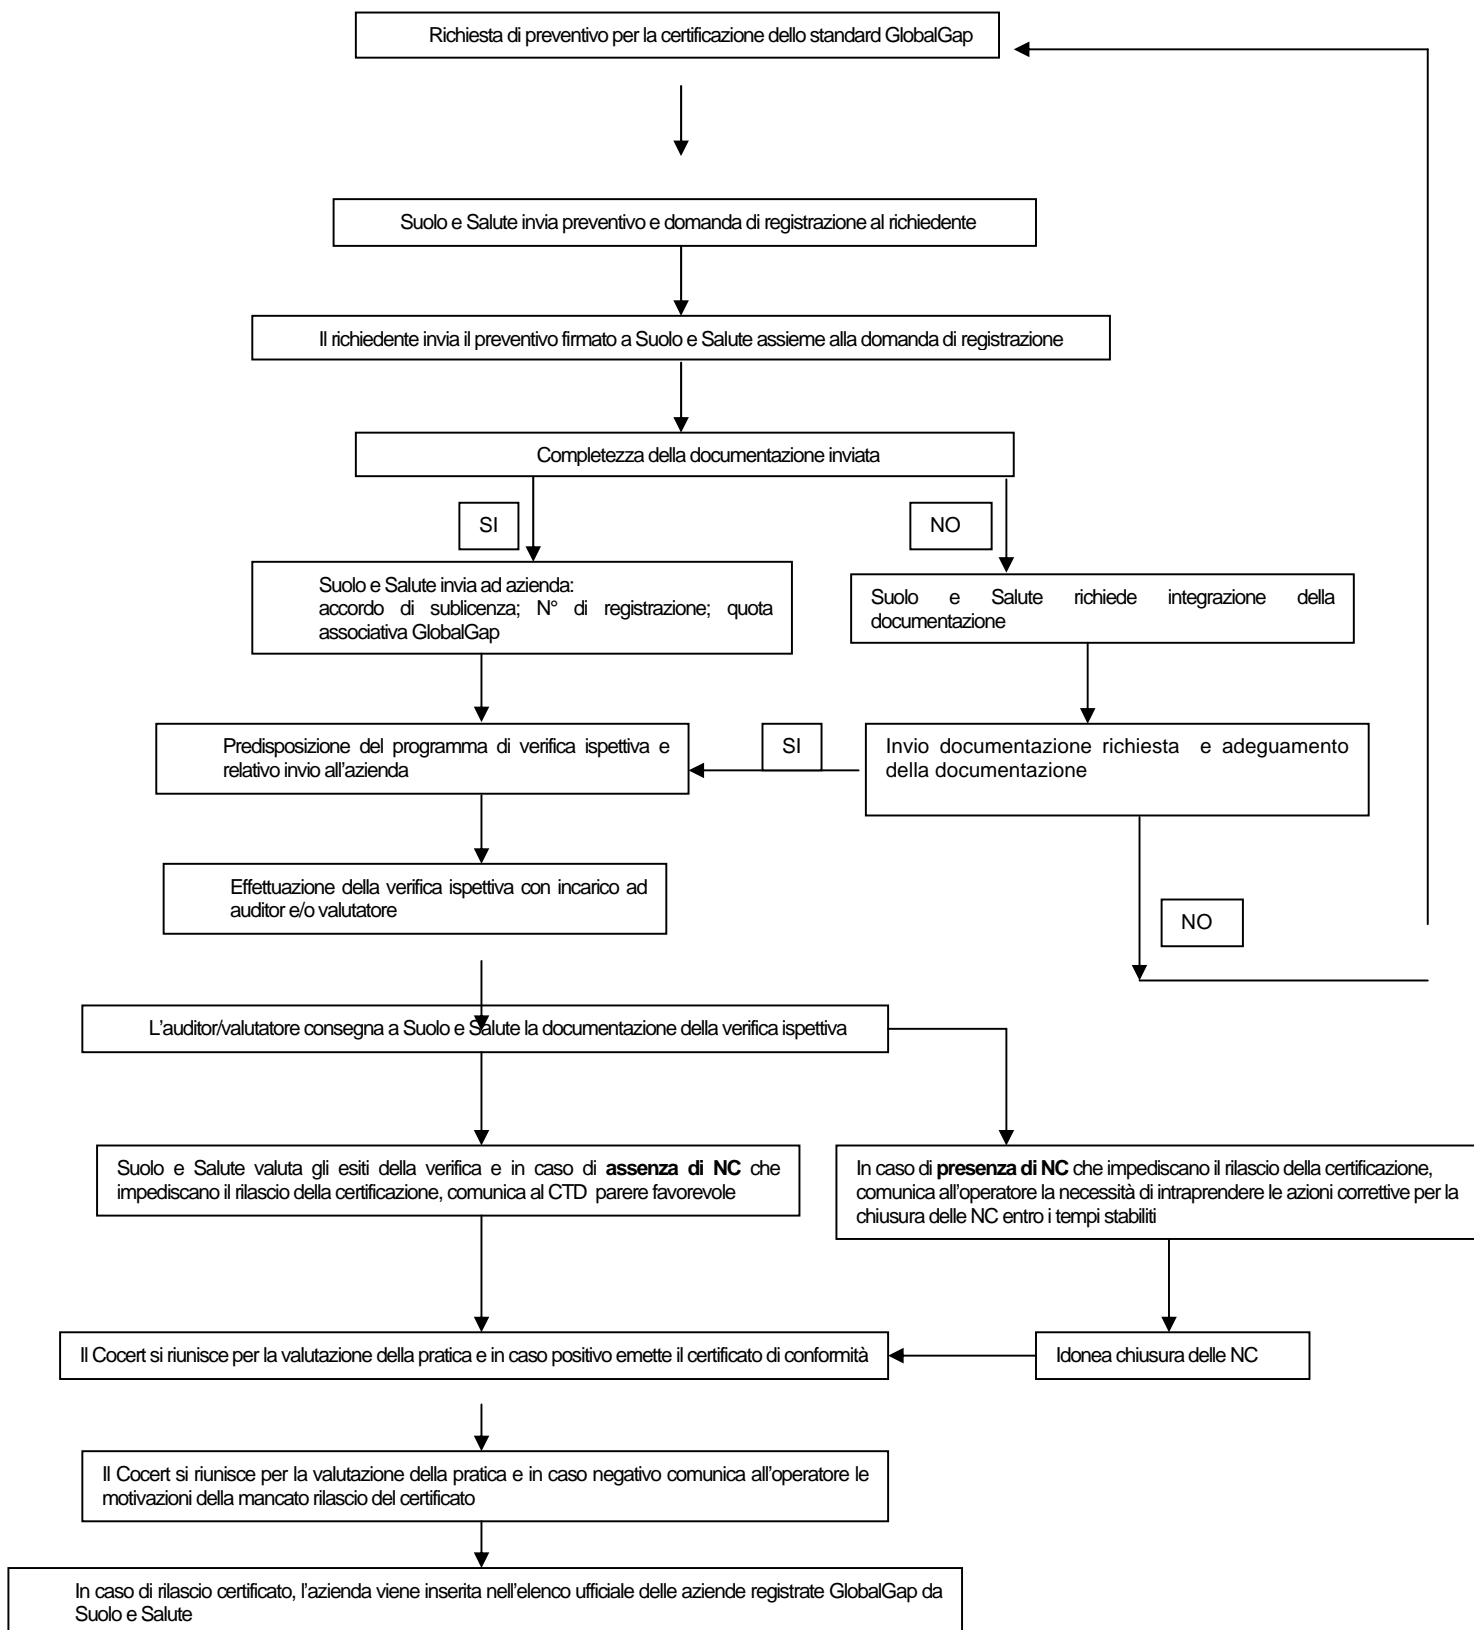 Richiesta di preventivo per la certificazione dello standard GlobalGap
Suolo e Salute invia preventivo e domanda di registrazione al richiedente
Il richiedente invia il preventivo firmato a Suolo e Salute assieme alla domanda di registrazione
Completezza della documentazione inviata
SI
NO
Suolo e Salute invia ad azienda:
accordo di sublicenza; N° di registrazione; quota
associativa GlobalGap
Suolo e Salute richiede integrazione della
documentazione
Predisposizione del programma di verifica ispettiva e
relativo invio all'azienda
SI
Invio documentazione richiesta e adeguamento
della documentazione
Effettuazione della verifica ispettiva con incarico ad
auditor e/o valutatore
NO
L'auditor/valutatore consegna a Suolo e Salute la documentazione della verifica ispettiva
Suolo e Salute valuta gli esiti della verifica e in caso di assenza di NC che
impediscano il rilascio della certificazione, comunica al CTD parere favorevole
In caso di presenza di NC che impediscano il rilascio della certificazione,
comunica all'operatore la necessità di intraprendere le azioni correttive per la
chiusura delle NC entro i tempi stabiliti
Il Cocert si riunisce per la valutazione della pratica e in caso positivo emette il certificato di conformità
Idonea chiusura delle NC
Il Cocert si riunisce per la valutazione della pratica e in caso negativo comunica all'operatore le
motivazioni della mancato rilascio del certificato
In caso di rilascio certificato, l'azienda viene inserita nell'elenco ufficiale delle aziende registrate GlobalGap da
Suolo e Salute